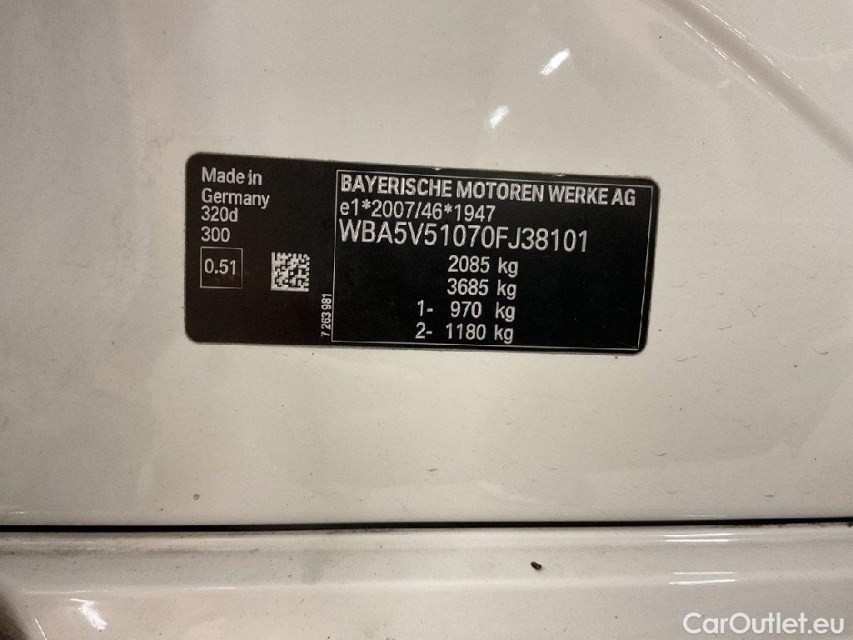 Made in
Germany
320d
300
0.51
7 263 981
BAYERISCHE MOTOREN WERKE AG
e1*2007/46*1947
WBA5V51070FJ38101
2085 kg
3685 kg
1- 970 kg
2- 1180 kg
CarOutlet.eu